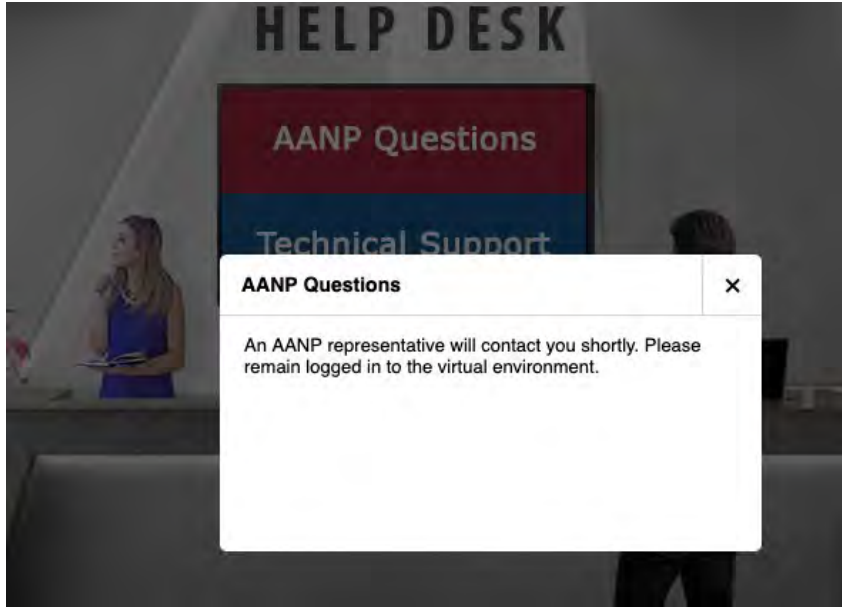 HELP DESK
AANP Questions
Technical Support
AANP Questions
An AANP representative will contact you shortly. Please
remain logged in to the virtual environment.